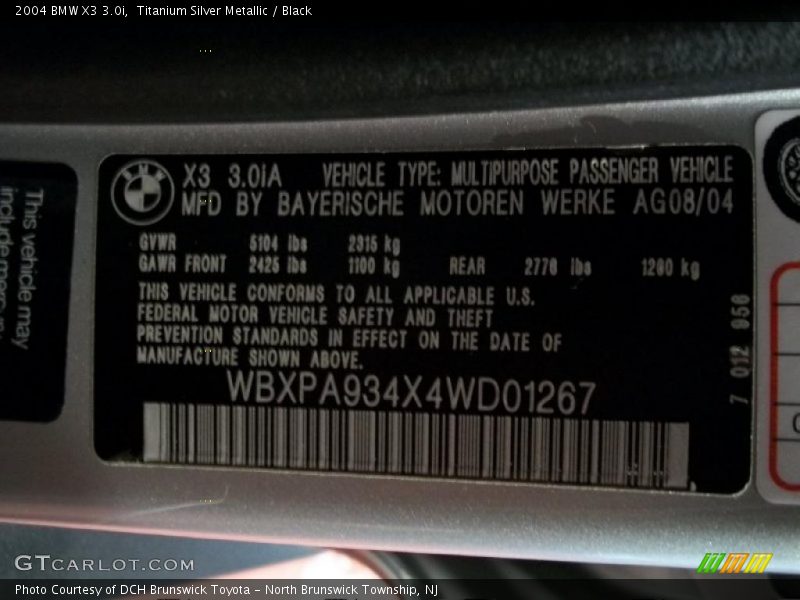 2004 BMW X3 3.0i,  Titanium Silver Metallic / Black
This vehicle may
BMW
X3 3.0iA VEHICLE TYPE: MULTIPURPOSE PASSENGER VEHICLE
MFD BY BAYERISCHE MOTOREN WERKE AG08/04
GVWR 5104 lbs 2315 kg
GAWR FRONT 2425 lbs 1100 kg REAR 2778 lbs 1260 kg
THIS VEHICLE CONFORMS TO ALL APPLICABLE U.S.
FEDERAL MOTOR VEHICLE SAFETY AND THEFT
PREVENTION STANDARDS IN EFFECT ON THE DATE OF
MANUFACTURE SHOWN ABOVE.
WBXPA934X4WD01267
7 012 958
GTCARLOT.COM
Photo Courtesy of DCH Brunswick Toyota – North Brunswick Township, NJ